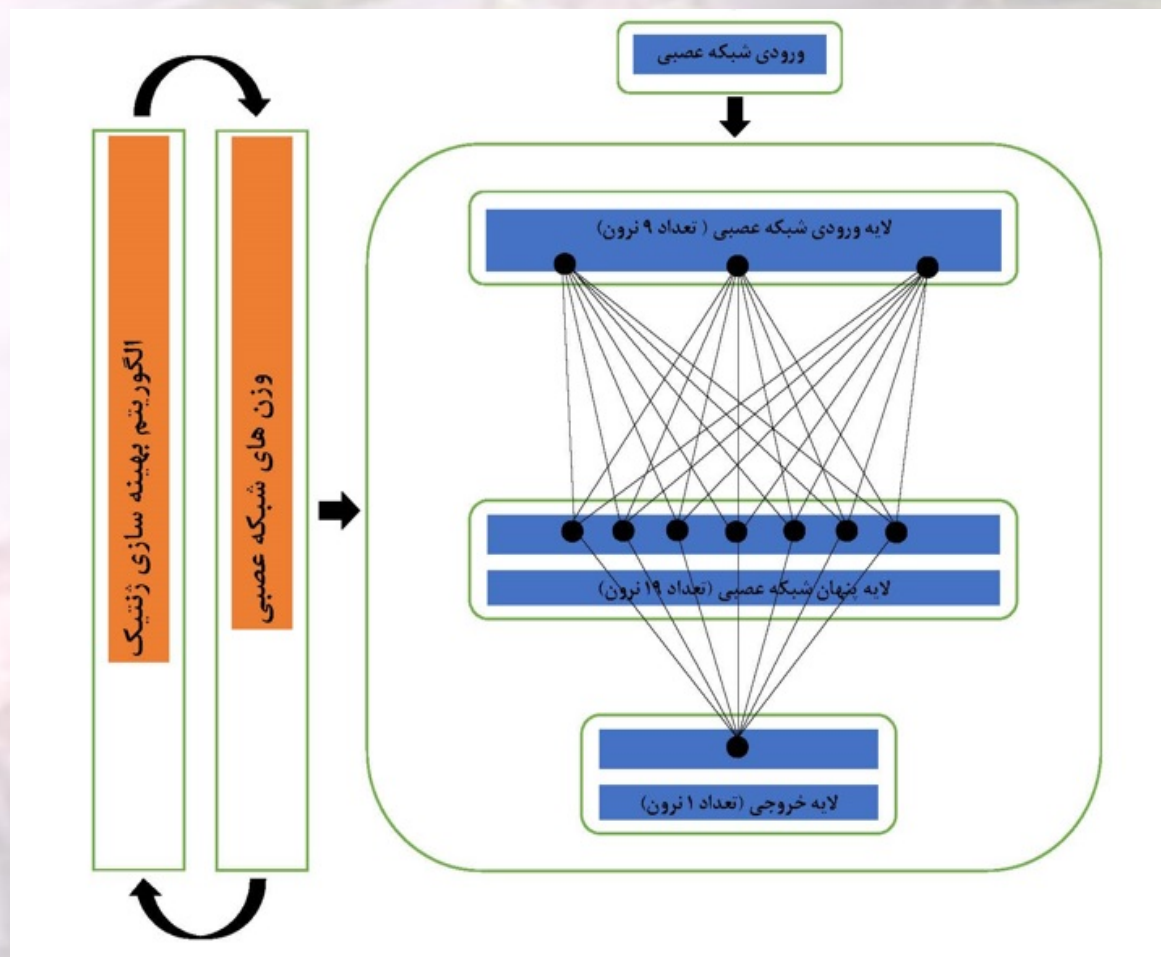 ورودی شبکه عصبی
لایه ورودی شبکه عصبی ( تعداد ۹ نرون)
لایه پنهان شبکه عصبی (تعداد ۱۹ نرون)
لایه خروجی (تعداد ۱ نرون)
وزن های شبکه عصبی
الگوریتم بهینه سازی ژنتیک